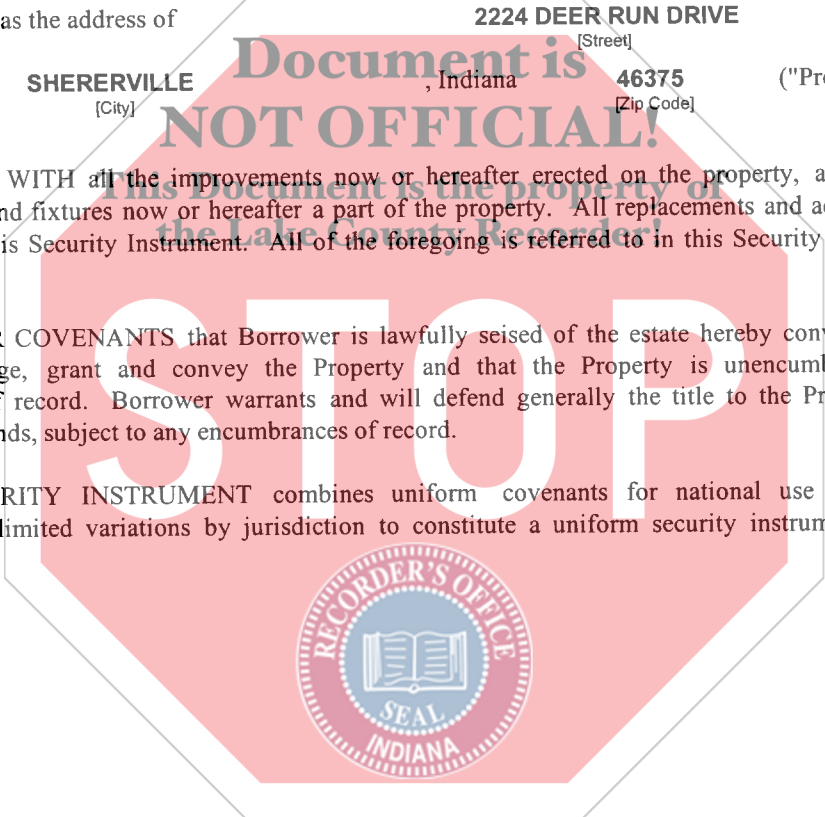 as the address of 2224 DEER RUN DRIVE
[Street]
SHERERVILLE , Indiana 46375 ("Pr
[City] [Zip Code]
Document is
NOT OFFICIAL!
This Document is the property of
the Lake County Recorder!
WITH all the improvements now or hereafter erected on the property, a
nd fixtures now or hereafter a part of the property. All replacements and a
is Security Instrument. All of the foregoing is referred to in this Security
R COVENANTS that Borrower is lawfully seised of the estate hereby conv
ge, grant and convey the Property and that the Property is unencumb
f record. Borrower warrants and will defend generally the title to the Pr
nds, subject to any encumbrances of record.
STOP
RITY INSTRUMENT combines uniform covenants for national use
limited variations by jurisdiction to constitute a uniform security instrum
RECORDER'S OFFICE
SEAL
INDIANA